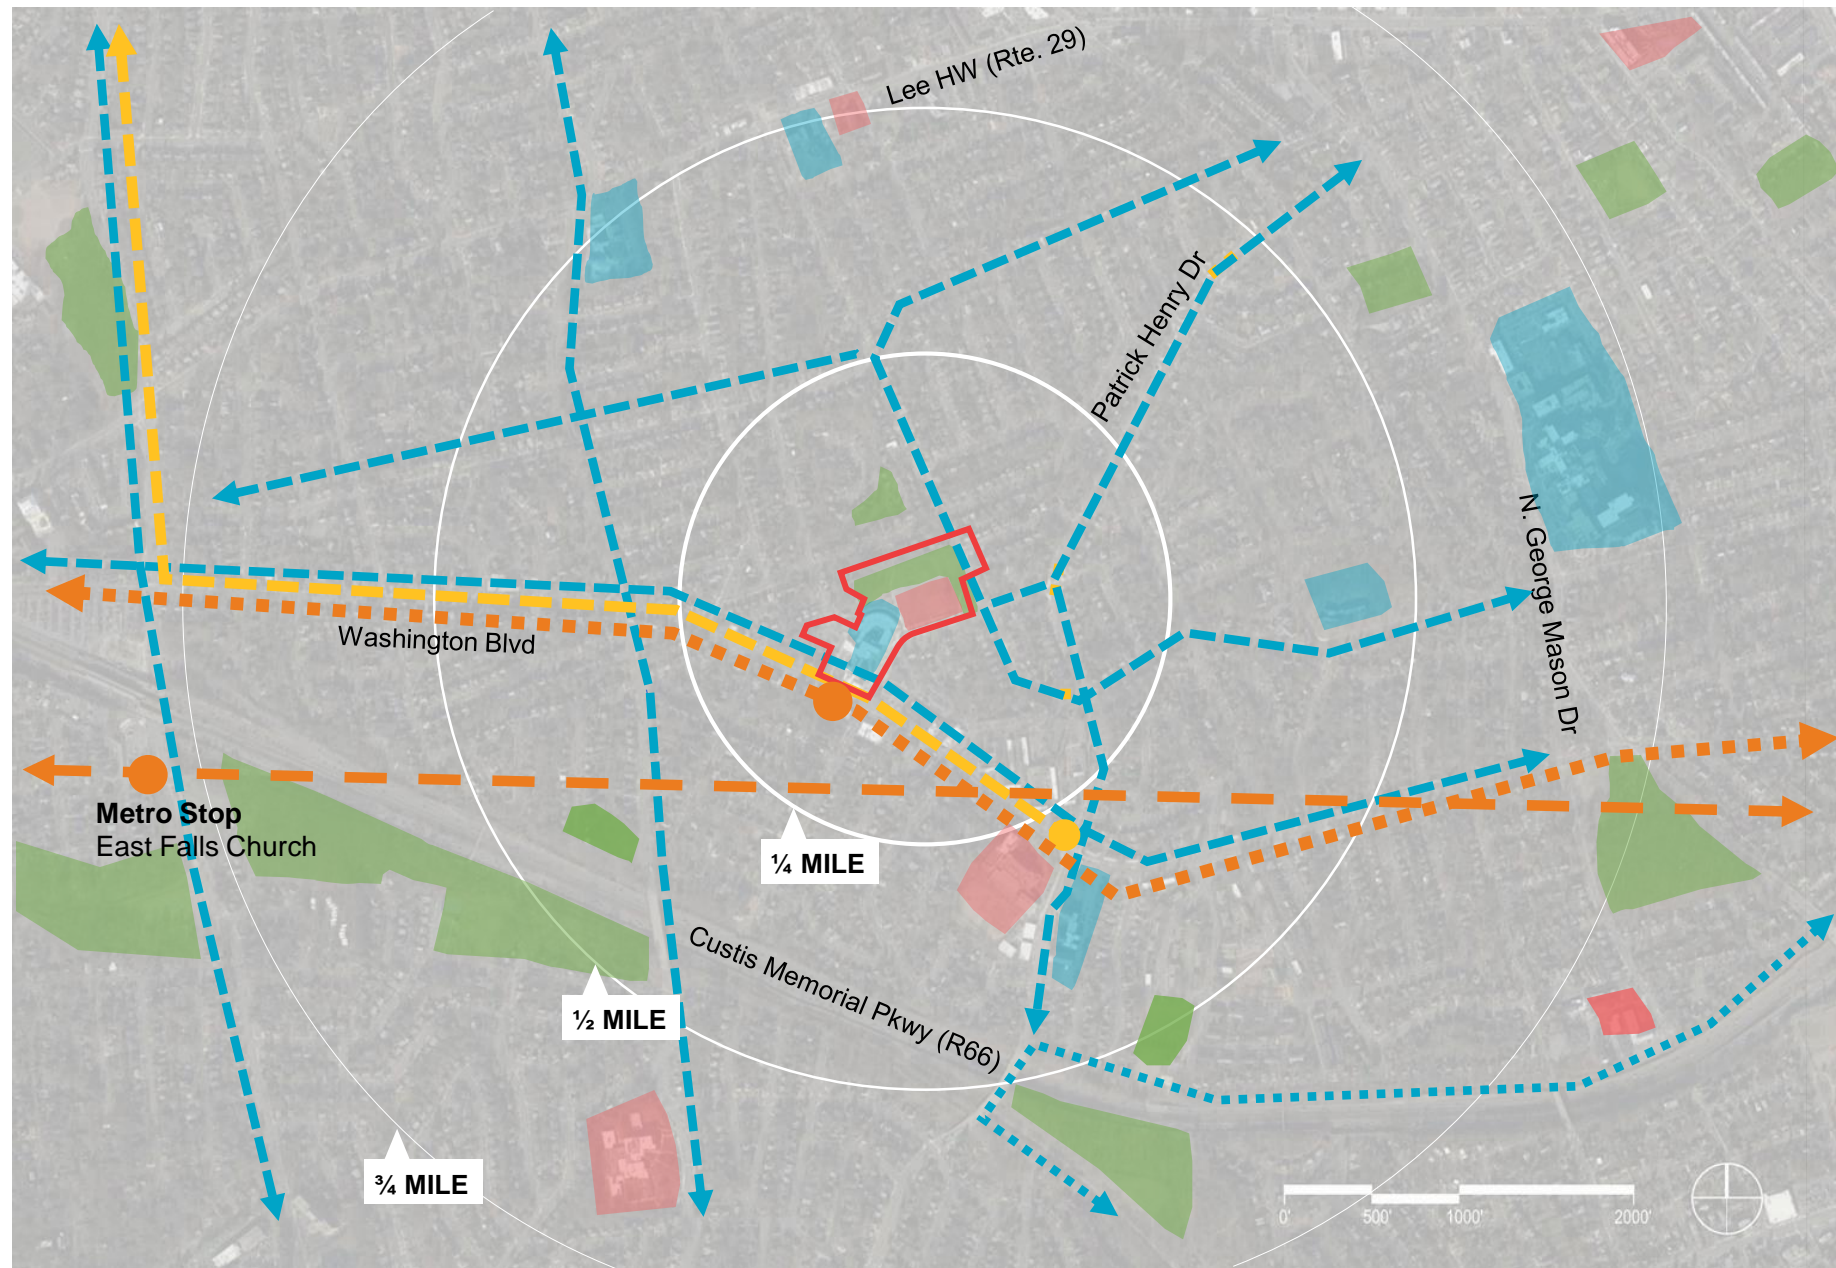 Lee HW (Rte. 29)
Patrick Henry Dr
N. George Mason Dr
Washington Blvd
Metro Stop
East Falls Church
¼ MILE
Custis Memorial Pkwy (R66)
½ MILE
¾ MILE
0' 500' 1000' 2000'